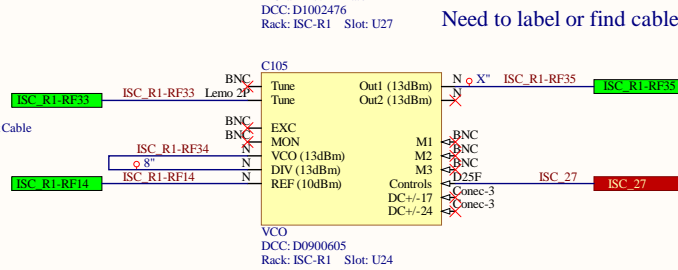 DCC: D1002476
Rack: ISC-R1 Slot: U27
Need to label or find cable
C105
BNC Tune Out1 (13dBm) N X" ISC_R1-RF35 ISC_R1-RF35
ISC_R1-RF33 ISC_R1-RF33 Lemo 2P Tune Out2 (13dBm) N
Cable
BNC EXC
BNC MON M1 BNC
ISC_R1-RF34 N VCO (13dBm) M2 BNC
8" N DIV (13dBm) M3 BNC
ISC_R1-RF14 ISC_R1-RF14 N REF (10dBm) Controls D25F ISC_27 ISC_27
DC+/-17 Conec-3
DC+/-24 Conec-3
VCO
DCC: D0900605
Rack: ISC-R1 Slot: U24